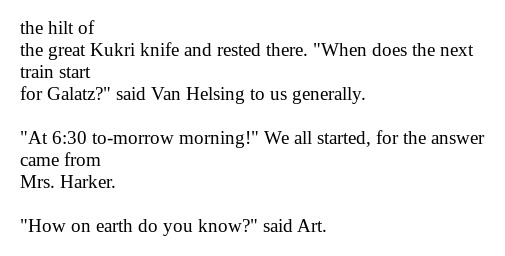 the hilt of
the great Kukri knife and rested there. "When does the next
train start
for Galatz?" said Van Helsing to us generally.

"At 6:30 to-morrow morning!" We all started, for the answer
came from
Mrs. Harker.

"How on earth do you know?" said Art.